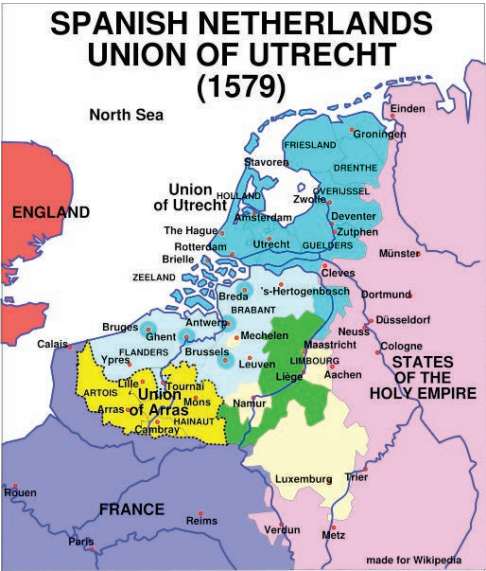 SPANISH NETHERLANDS
UNION OF UTRECHT
(1579)
North Sea
Einden
Groningen
FRIESLAND
Stavoren
DRENTHE
Union
of Utrecht
HOLLAND
Zwolle
OVERIJSSEL
ENGLAND
Amsterdam
Deventer
The Hague
Zutphen
Utrecht
GUELDERS
Rotterdam
Brielle
Münster
Cleves
ZEELAND
's-Hertogenbosch
Dortmund
Breda
BRABANT
Bruges
Antwerp
Düsseldorf
Ghent
Mechelen
Neuss
Calais
Maastricht
Cologne
FLANDERS
Brussels
Ypres
LIMBOURG
Leuven
STATES
OF THE
HOLY EMPIRE
Aachen
Liège
Lille
Tournal
ARTOIS
Union
of Arras
Mons
Namur
Arras
HAINAUT
Cambray
Luxemburg
Trier
Rouen
FRANCE
Reims
Verdun
Metz
Paris
made for Wikipedia